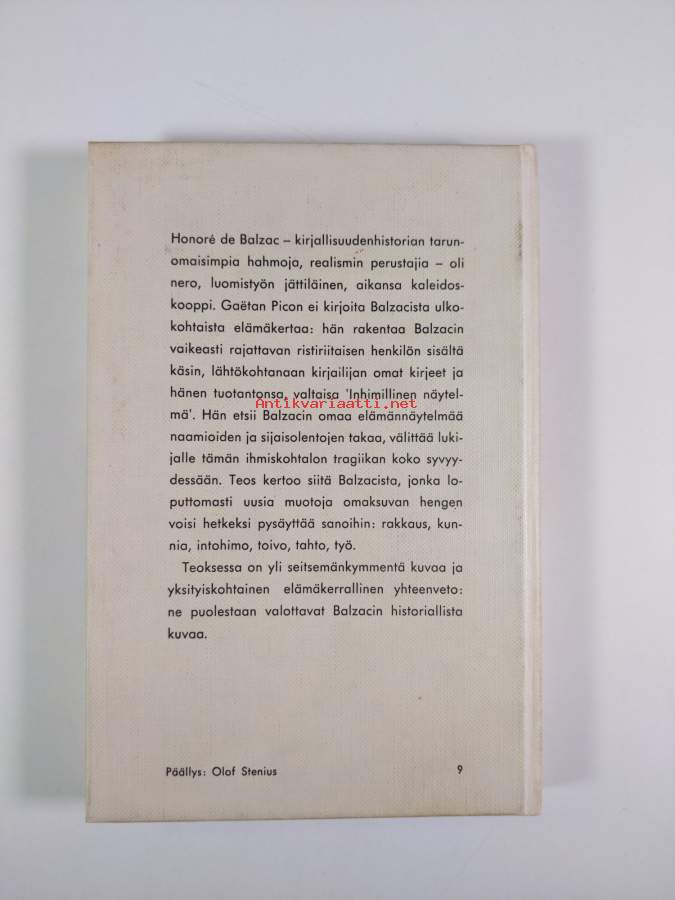 Honoré de Balzac – kirjallisuudenhistorian tarun-
omaisimpia hahmoja, realismin perustajia – oli
nero, luomistyön jättiläinen, aikansa kaleidos-
kooppi. Gaëtan Picon ei kirjoita Balzacista ulko-
kohtaista elämäkertaa: hän rakentaa Balzacin
vaikeasti rajattavan ristiriitaisen henkilön sisältä
käsin, lähtökohtanaan kirjailijan omat kirjeet ja
hänen tuotantonsa, valtaisa 'Inhimillinen näytel-
Antikvariaatti.net
mä'. Hän etsii Balzacin omaa elämännäytelmää
naamioiden ja sijaisolentojen takaa, välittää luki-
jalle tämän ihmiskohtalon tragiikan koko syvyy-
dessään. Teos kertoo siitä Balzacista, jonka lo-
puttomasti uusia muotoja omaksuvan hengen
voisi hetkeksi pysäyttää sanoihin: rakkaus, kun-
nia, intohimo, toivo, tahto, työ.
Teoksessa on yli seitsemänkymmentä kuvaa ja
yksityiskohtainen elämäkerrallinen yhteenveto:
ne puolestaan valottavat Balzacin historiallista
kuvaa.
Päällys: Olof Stenius 9